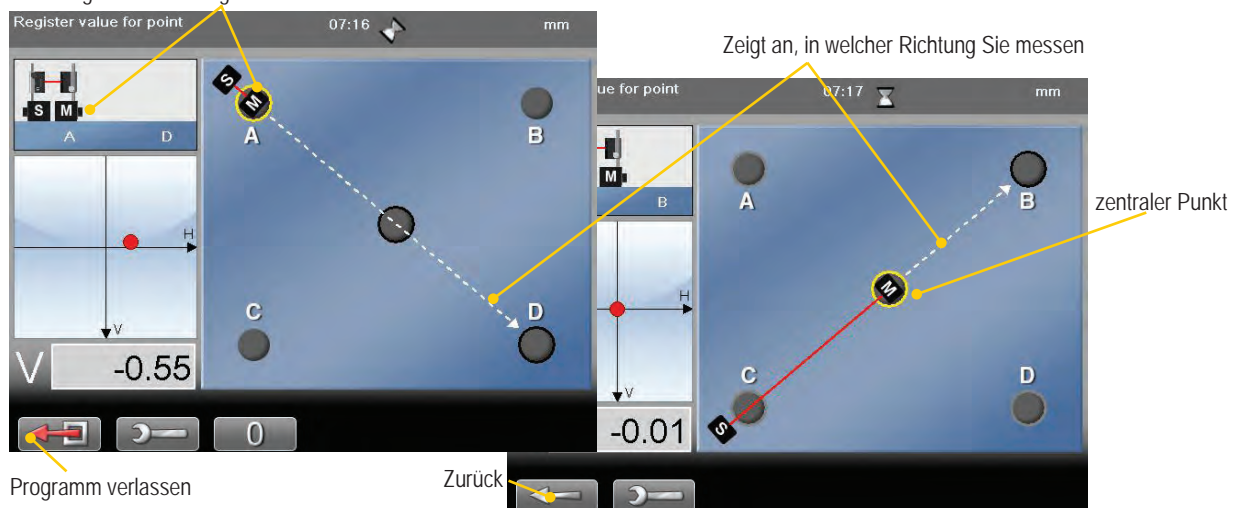 Register value for point 07:16 mm
S M
A D
S
M
A
B
H
V
C
D
V -0.55
0
Programm verlassen
Zeigt an, in welcher Richtung Sie messen
ue for point 07:17 mm
M
B
A
B
zentraler Punkt
M
H
V
C
D
S
-0.01
Zurück